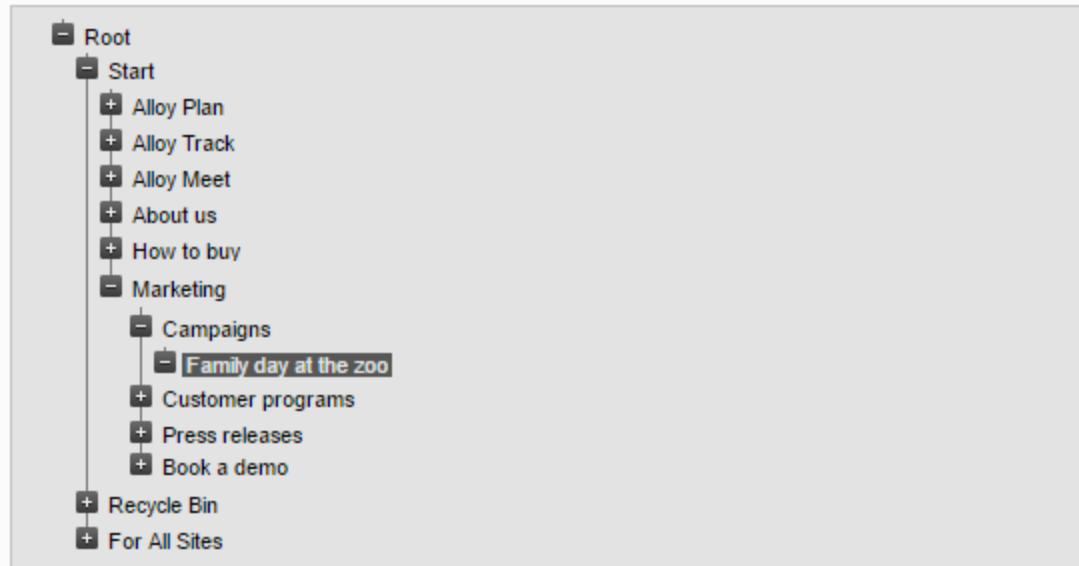 Root
Start
Alloy Plan
Alloy Track
Alloy Meet
About us
How to buy
Marketing
Campaigns
Family day at the zoo
Customer programs
Press releases
Book a demo
Recycle Bin
For All Sites